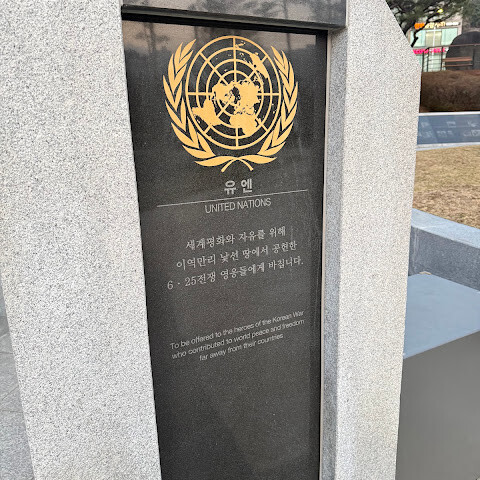 유엔
UNITED NATIONS
세계평화와 자유를 위해
이역만리 낯선 땅에서 공헌한
6 · 25전쟁 영웅들에게 바칩니다.
To be offered to the heroes of the Korean War
who contributed to world peace and freedom
far away from their countries